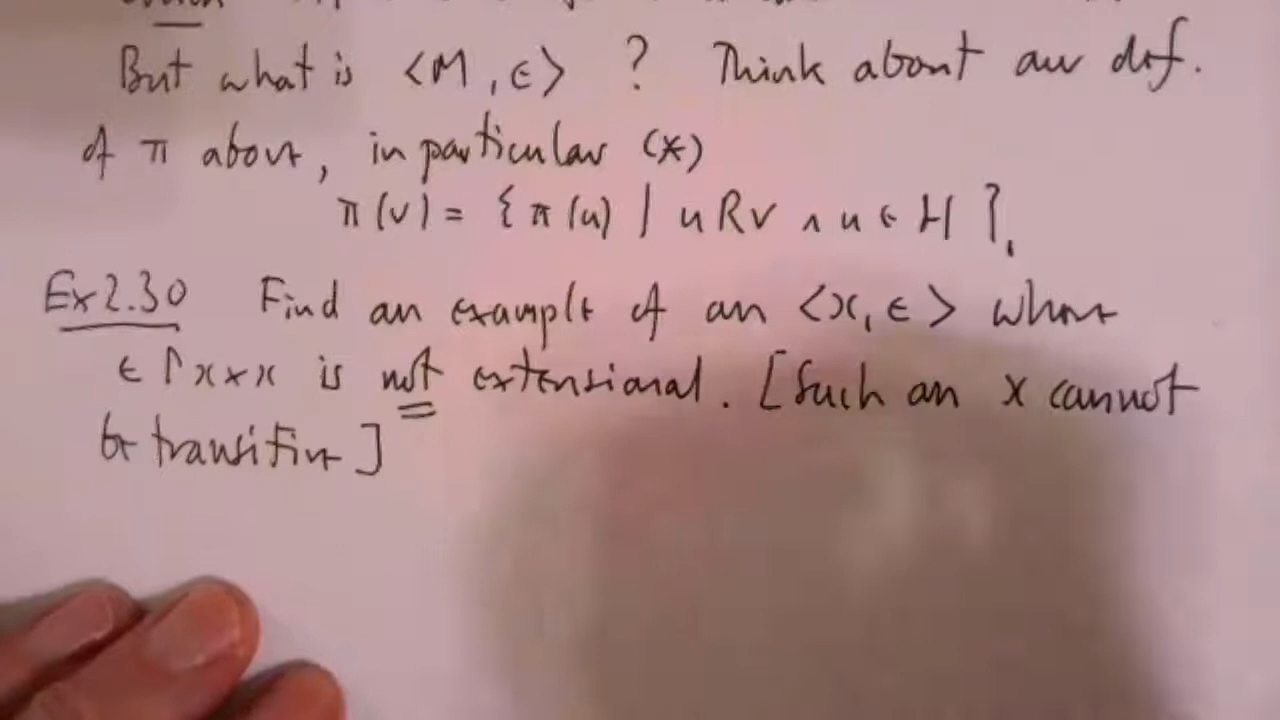 But what is ⟨M, ∈⟩ ? Think about our def.
of π above, in particular (*)
π(v) = {π(u) | u R v ∧ u ∈ H}.
Ex 2.30 Find an example of an ⟨x, ∈⟩ where
∈ ↾ x × x is not extensional. [Such an x cannot
be transitive]